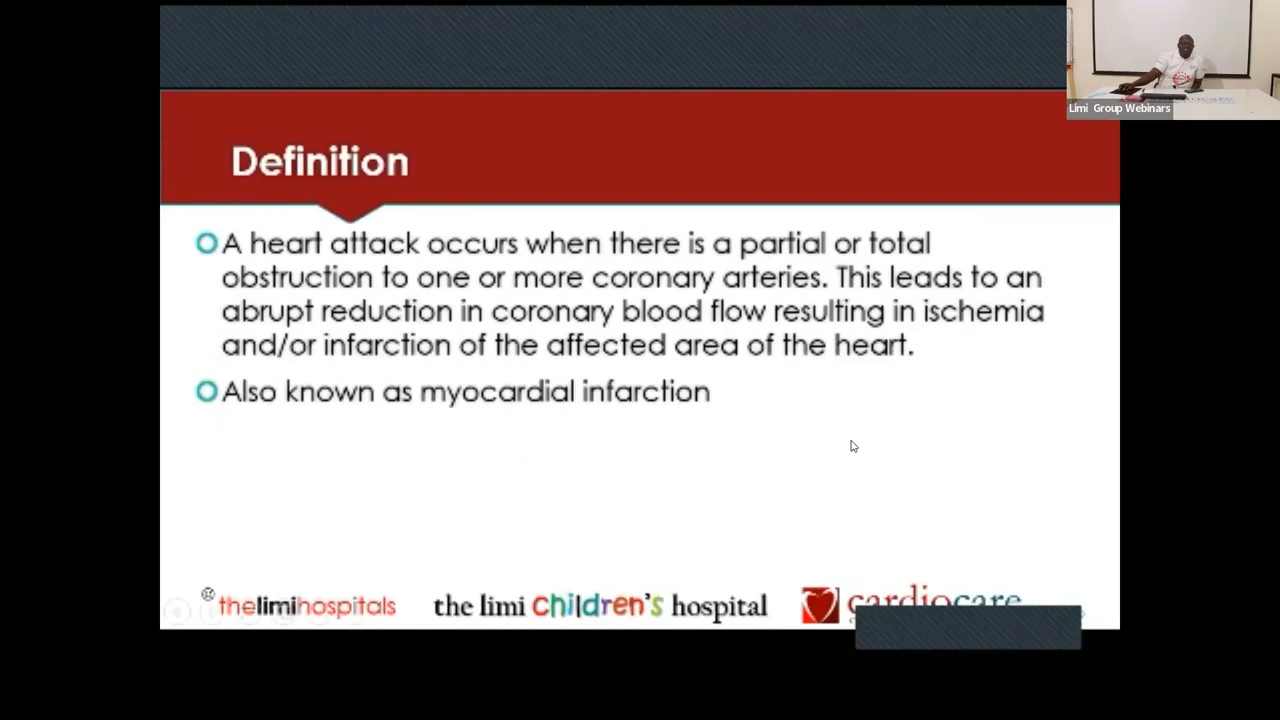 Limi Group Webinars
Definition
A heart attack occurs when there is a partial or total
obstruction to one or more coronary arteries. This leads to an
abrupt reduction in coronary blood flow resulting in ischemia
and/or infarction of the affected area of the heart.
Also known as myocardial infarction
thelimihospitals
the limi children's hospital
cardiocare